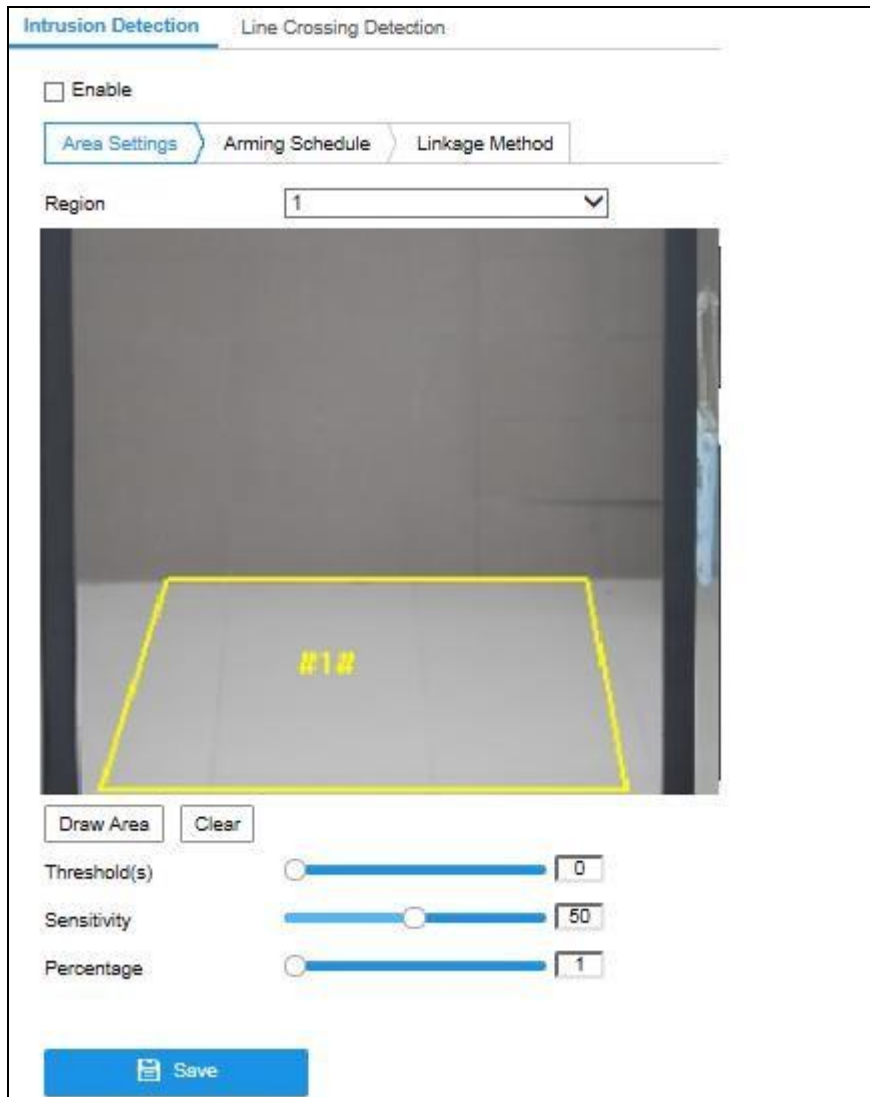 Intrusion Detection Line Crossing Detection
Enable
Area Settings Arming Schedule Linkage Method
Region 1
#1#
Draw Area Clear
Threshold(s) 0
Sensitivity 50
Percentage 1
Save